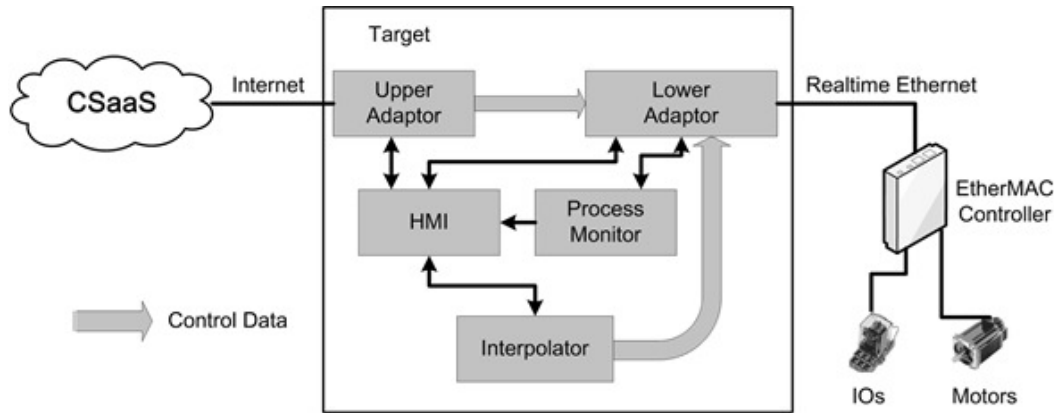 Target
CSaaS
Internet
Upper
Adaptor
Lower
Adaptor
Realtime Ethernet
HMI
Process
Monitor
EtherMAC
Controller
Control Data
Interpolator
IOs
Motors